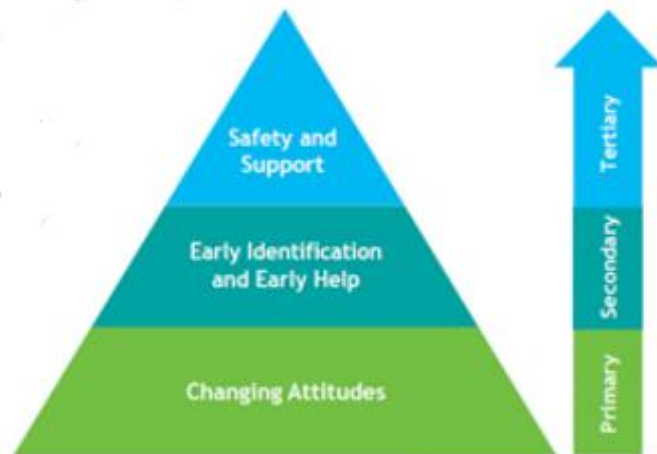 Safety and
Support
Tertiary
Early Identification
and Early Help
Secondary
Changing Attitudes
Primary